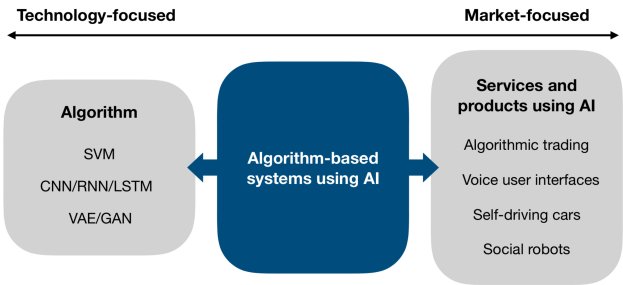 Technology-focused
Market-focused
Algorithm
SVM
CNN/RNN/LSTM
VAE/GAN
Algorithm-based
systems using AI
Services and
products using AI
Algorithmic trading
Voice user interfaces
Self-driving cars
Social robots